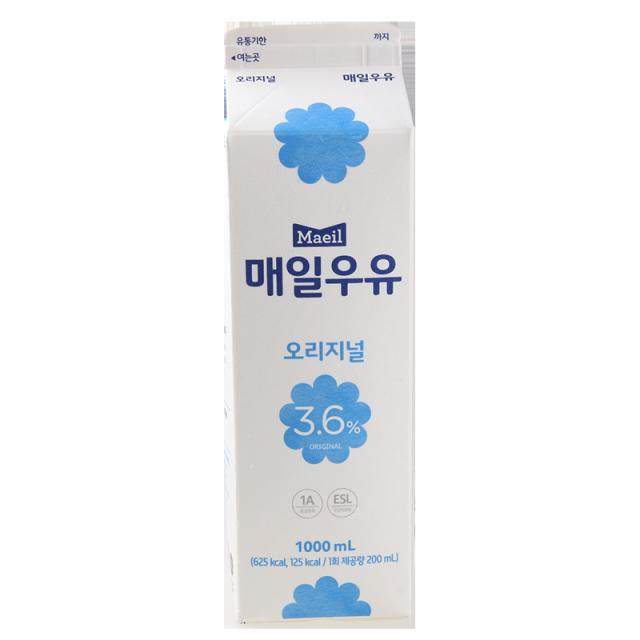 유통기한 까지
◂여는곳
오리지널 매일우유
Maeil
매일우유
오리지널
3.6%
ORIGINAL
1A ESL
1000 mL
(625 kcal, 125 kcal / 1회 제공량 200 mL)